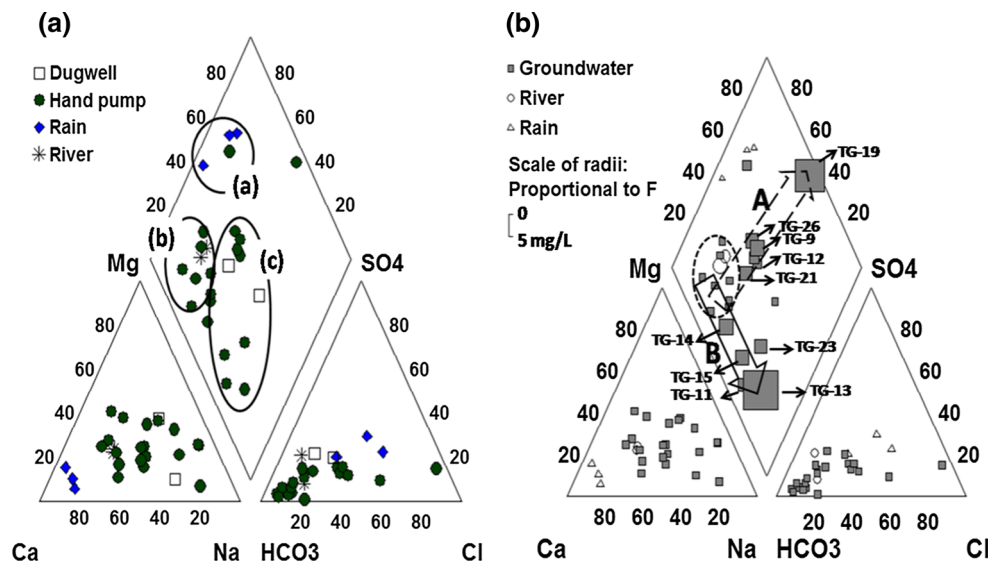 (a)
Dugwell
Hand pump
Rain
River
80 80
60 60
40 40
20 20
(a)
(b)
(c)
Mg SO4
80 80
60 60
40 40
20 20
80 60 40 20
20 40 60 80
Ca Na HCO3 Cl
(b)
Groundwater
River
Rain
Scale of radii:
Proportional to F
0
5 mg/L
80 80
60 60
40 40
20 20
TG-19
A
TG-26
TG-9
TG-12
TG-21
Mg SO4
TG-14
B
TG-23
TG-15
TG-11
TG-13
80 80
60 60
40 40
20 20
80 60 40 20
20 40 60 80
Ca Na HCO3 Cl